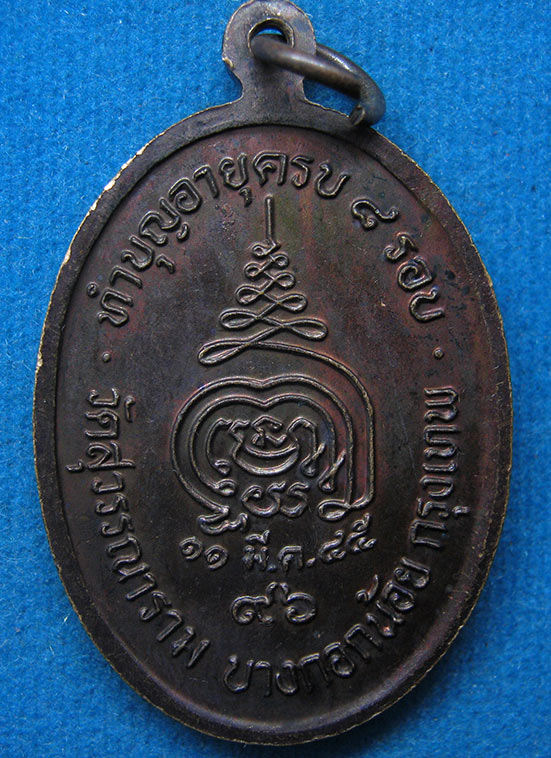 ทำบุญอายุครบ ๘ รอบ
๑๑ มี.ค.๔๕
๙๖
วัดสุวรรณาราม บางกอกน้อย กรุงเทพ